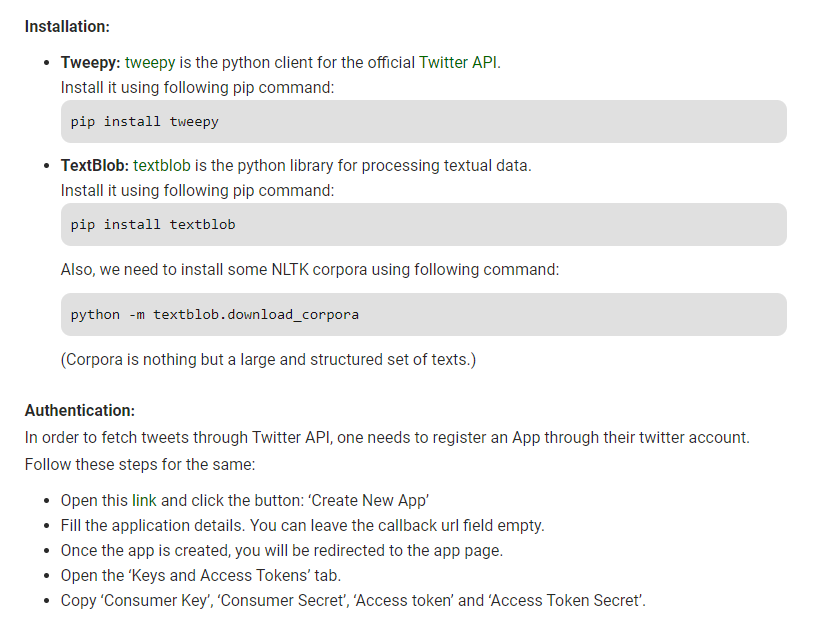 Installation:
• Tweepy: tweepy is the python client for the official Twitter API.
Install it using following pip command:
pip install tweepy
• TextBlob: textblob is the python library for processing textual data.
Install it using following pip command:
pip install textblob
Also, we need to install some NLTK corpora using following command:
python -m textblob.download_corpora
(Corpora is nothing but a large and structured set of texts.)
Authentication:
In order to fetch tweets through Twitter API, one needs to register an App through their twitter account.
Follow these steps for the same:
• Open this link and click the button: ‘Create New App’
• Fill the application details. You can leave the callback url field empty.
• Once the app is created, you will be redirected to the app page.
• Open the ‘Keys and Access Tokens’ tab.
• Copy ‘Consumer Key’, ‘Consumer Secret’, ‘Access token’ and ‘Access Token Secret’.